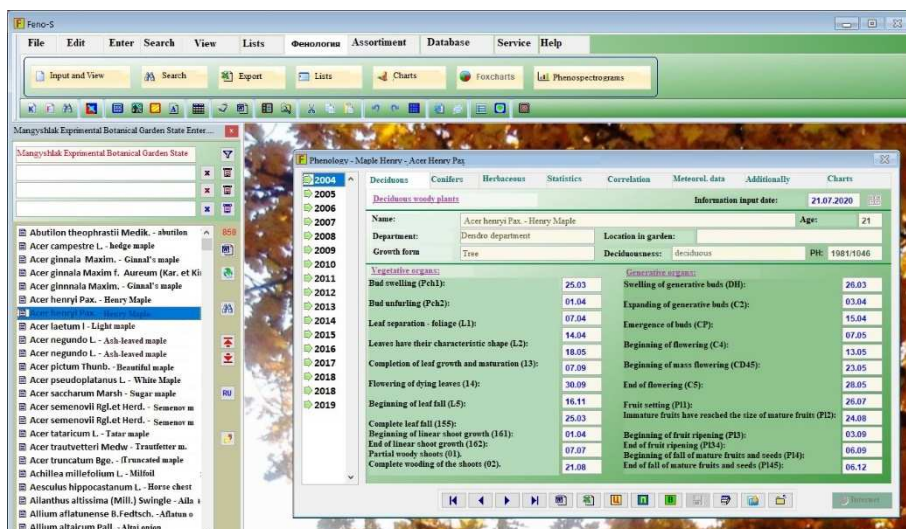 Feno-S
File Edit Enter Search View Lists Фенология Assortiment Database Service Help
Input and View Search Export Lists Charts Foxcharts Phenospectrograms
Mangyshlak Exprimental Botanical Garden State Enter....
Mangyshlak Exprimental Botanical Garden State
Abutilon theophrastii Medik. - abutilon
Acer campestre L. - hedge maple
Acer ginnala Maxim. - Ginnal's maple
Acer ginnala Maxim f. Aureum (Kar. et Ki
Acer ginnnala Maxim. - Ginnal's maple
Acer henryi Pax. - Henry Maple
Acer henryi Pax. - Henry Maple
Acer laetum l - Light maple
Acer negundo L. - Ash-leaved maple
Acer negundo L. - Ash-leaved maple
Acer pictum Thunb. - Beautiful maple
Acer pseudoplatanus L. - White Maple
Acer saccharum Marsh - Sugar maple
Acer semenovii Rgl.et Herd. - Semenov m
Acer semenovii Rgl.et Herd. - Semenov m
Acer tataricum L. - Tatar maple
Acer trautvetteri Medw - Trautfetter m.
Acer truncatum Bge. - (Truncated maple
Achillea millefolium L. - Milfoil
Aesculus hippocastanum L. - Horse chest
Ailanthus altissima (Mill.) Swingle - Aila
Allium aflatunense B.Fedtsch. -Aflatun o
Allium altaicum Pall - Altai onion
858
RU
Phenology - Maple Henry - Acer Henry Pax
2004
2005
2006
2007
2008
2009
2010
2011
2012
2013
2014
2015
2016
2017
2018
2018
2019
Deciduous Conifers Herbaceous Statistics Correlation Meteorol. data Additionally Charts
Deciduous woody plants Information input date: 21.07.2020
Name: Acer henryi Pax. - Henry Maple Age: 21
Department: Dendro department Location in garden:
Growth form Tree Deciduousness: deciduous PH: 1981/1046
Vegetative organs:
Bud swelling (Pch1): 25.03
Bud unfurling (Pch2): 01.04
Leaf separation - foliage (L1): 07.04
Leaves have their characteristic shape (L2): 14.04
18.05
Completion of leaf growth and maturation (13): 07.09
Flowering of dying leaves (14): 30.09
Beginning of leaf fall (L5): 16.11
Complete leaf fall (155): 25.03
Beginning of linear shoot growth (161): 01.04
End of linear shoot growth (162):
Partial woody shoots (01). 07.07
Complete wooding of the shoots (02). 21.08
Generative organs:
Swelling of generative buds (DH): 26.03
Expanding of generative buds (C2): 03.04
Emergence of buds (CP): 15.04
07.05
Beginning of flowering (C4): 13.05
Beginning of mass flowering (CD45): 23.05
End of flowering (C5): 28.05
Fruit setting (Pl1): 26.07
Immature fruits have reached the size of mature fruits (Pl2): 24.08
Beginning of fruit ripening (Pl3): 03.09
End of fruit ripening (Pl34):
Beginning of fall of mature fruits and seeds (Pl4): 06.09
End of fall of mature fruits and seeds (Pl45): 06.12
Internet